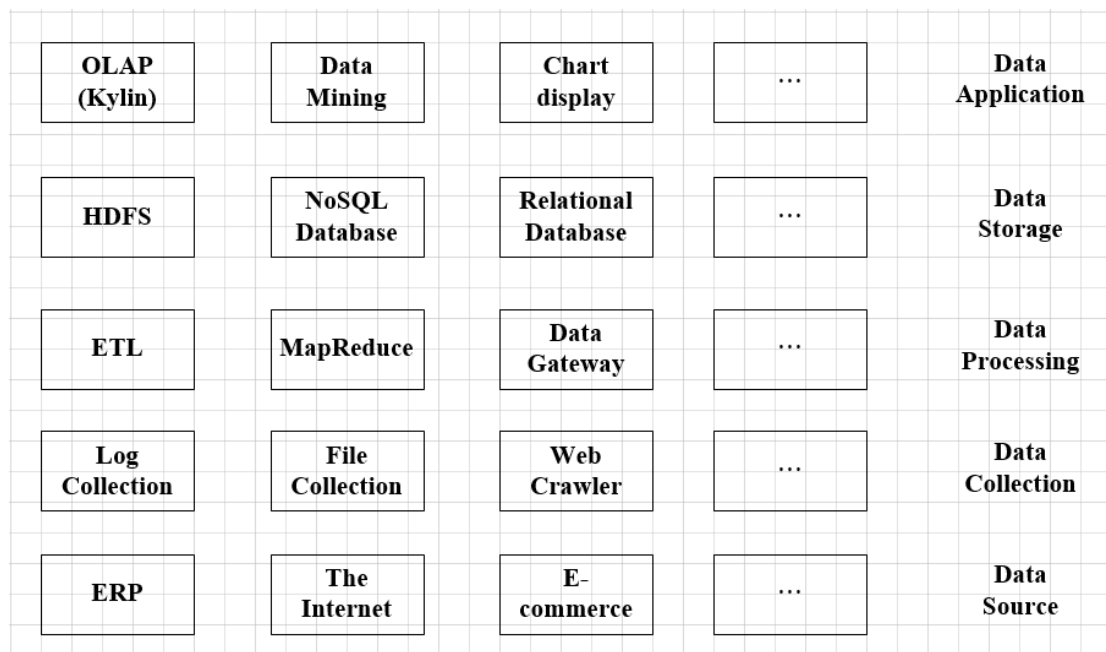 OLAP
(Kylin)
Data
Mining
Chart
display
...
Data
Application
HDFS
NoSQL
Database
Relational
Database
...
Data
Storage
ETL
MapReduce
Data
Gateway
...
Data
Processing
Log
Collection
File
Collection
Web
Crawler
...
Data
Collection
ERP
The
Internet
E-
commerce
...
Data
Source